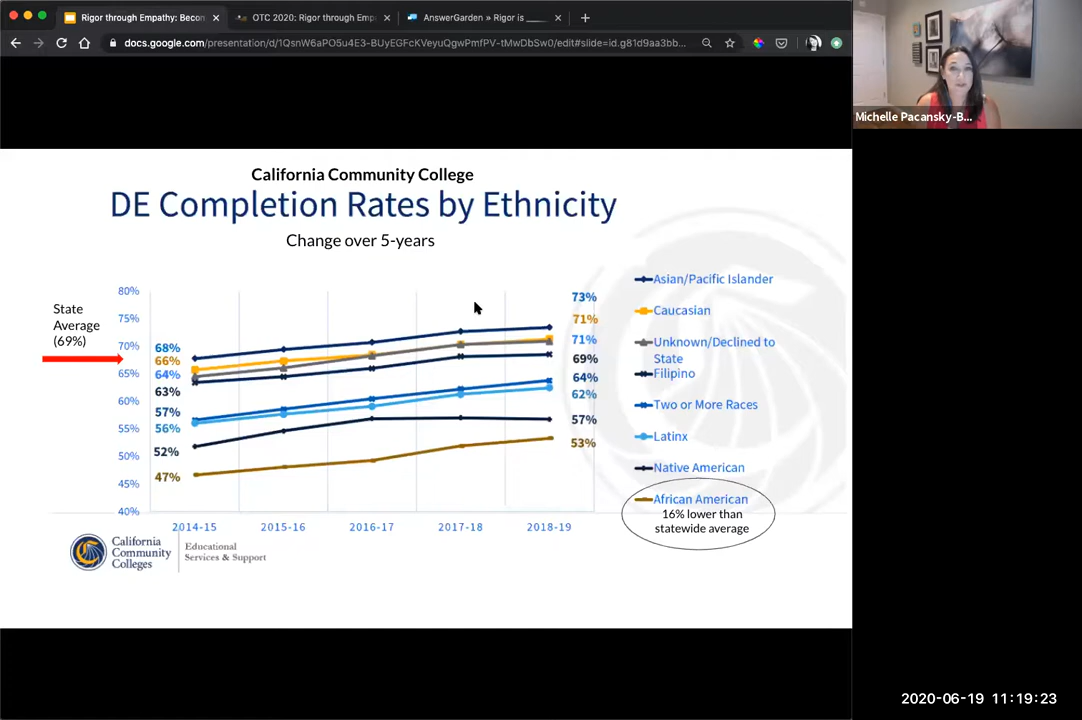 Rigor through Empathy: Becon
OTC 2020: Rigor through Emp
AnswerGarden » Rigor is ____
docs.google.com/presentation/d/1QsnW6aPO5u4E3-BUyEGFcKVeyuQgwPmfPV-tMwDbSw0/edit#slide=id.g81d9aa3bb...
Michelle Pacansky-B...
California Community College
DE Completion Rates by Ethnicity
Change over 5-years
State
Average
(69%)
80%
75%
70%
65%
60%
55%
50%
45%
40%
68%
66%
64%
63%
57%
56%
52%
47%
73%
71%
71%
69%
64%
62%
57%
53%
2014-15 2015-16 2016-17 2017-18 2018-19
Asian/Pacific Islander
Caucasian
Unknown/Declined to
State
Filipino
Two or More Races
Latinx
Native American
African American
16% lower than
statewide average
California
Community
Colleges
Educational
Services & Support
2020-06-19 11:19:23